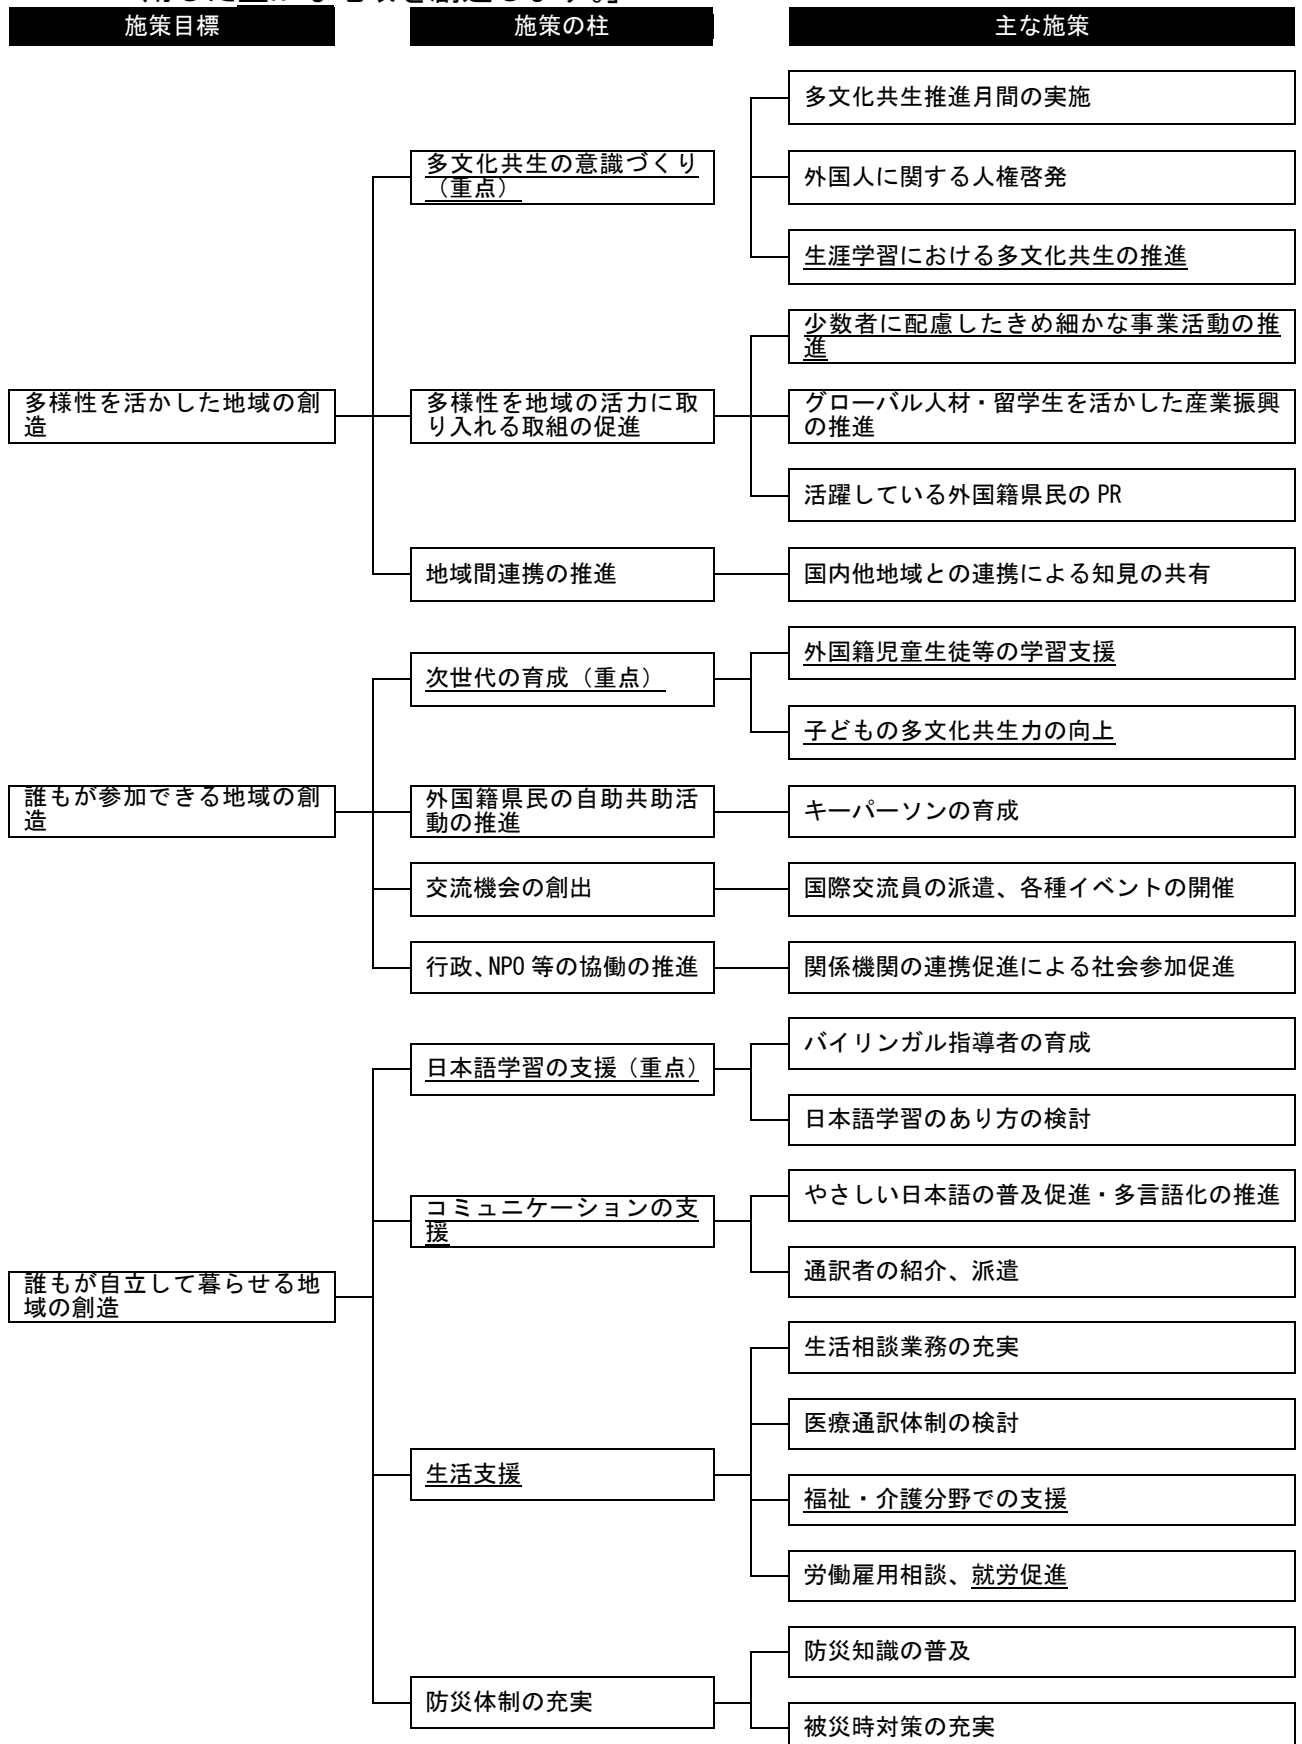 施策目標
施策の柱
主な施策
多文化共生推進月間の実施
多文化共生の意識づくり
（重点）
外国人に関する人権啓発
生涯学習における多文化共生の推進
少数者に配慮したきめ細かな事業活動の推
進
多様性を活かした地域の創
造
多様性を地域の活力に取
り入れる取組の促進
グローバル人材・留学生を活かした産業振興
の推進
活躍している外国籍県民の PR
地域間連携の推進
国内他地域との連携による知見の共有
外国籍児童生徒等の学習支援
次世代の育成（重点）
子どもの多文化共生力の向上
誰もが参加できる地域の創
造
外国籍県民の自助共助活
動の推進
キーパーソンの育成
交流機会の創出
国際交流員の派遣、各種イベントの開催
行政、NPO 等の協働の推進
関係機関の連携促進による社会参加促進
バイリンガル指導者の育成
日本語学習の支援（重点）
日本語学習のあり方の検討
やさしい日本語の普及促進・多言語化の推進
コミュニケーションの支
援
通訳者の紹介、派遣
誰もが自立して暮らせる地
域の創造
生活相談業務の充実
医療通訳体制の検討
生活支援
福祉・介護分野での支援
労働雇用相談、就労促進
防災知識の普及
防災体制の充実
被災時対策の充実